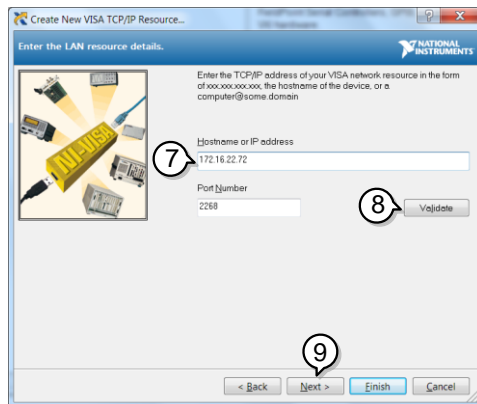 Create New VISA TCP/IP Resource...
Enter the LAN resource details.
NATIONAL
INSTRUMENTS
Enter the TCP/IP address of your VISA network resource in the form
of xxx.xxx.xxx.xxx, the hostname of the device, or a
computer@some.domain
NI-VISA
Hostname or IP address
7
172.16.22.72
Port Number
2268
8
Validate
9
< Back
Next >
Finish
Cancel